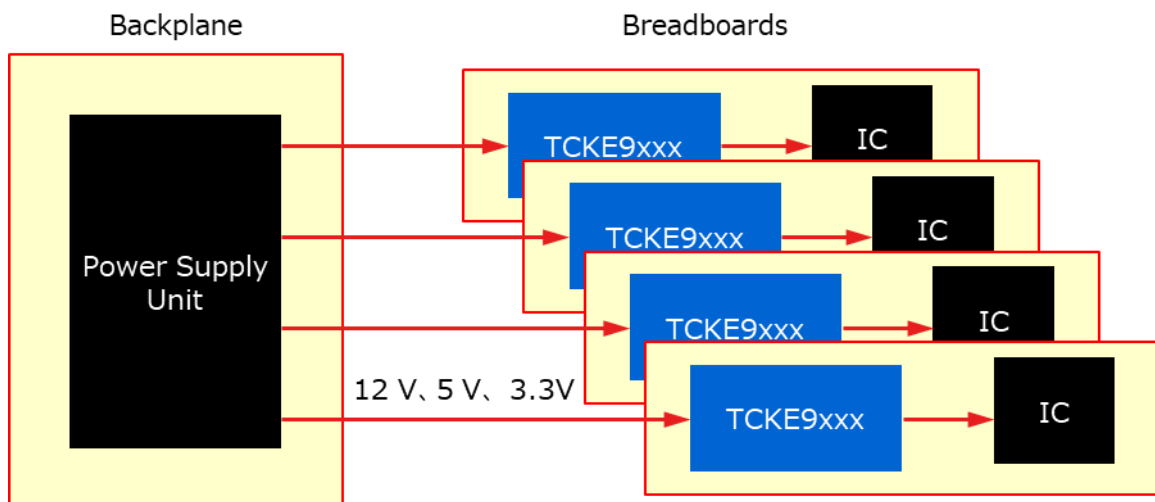 Backplane
Breadboards
Power Supply
Unit
TCKE9xxx
IC
TCKE9xxx
IC
TCKE9xxx
IC
12 V、5 V、 3.3V
TCKE9xxx
IC